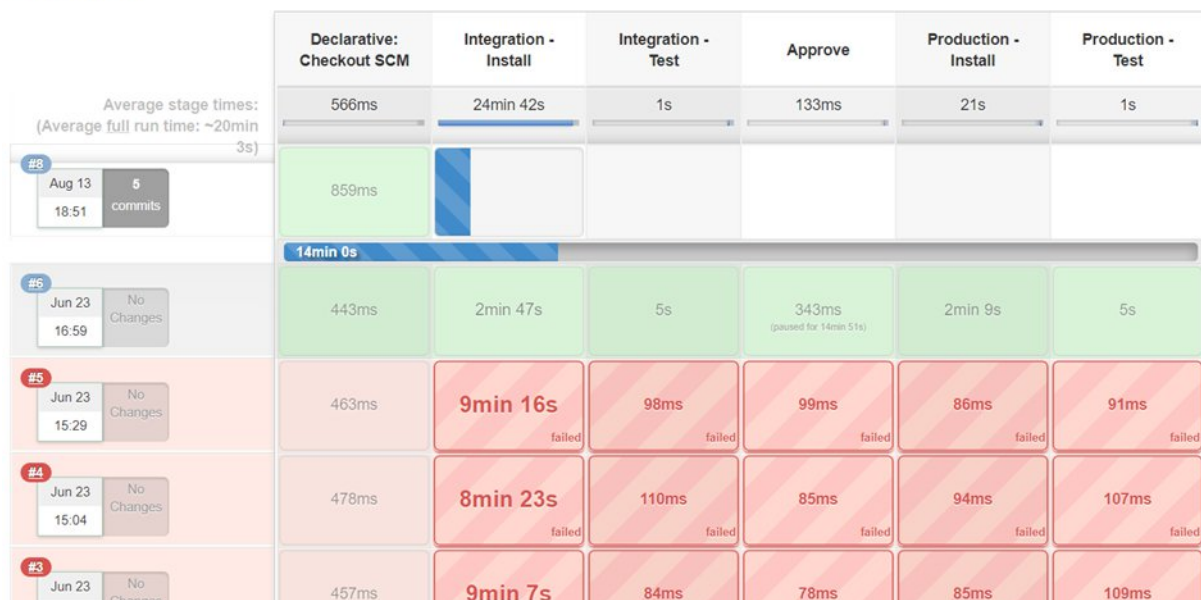 Declarative: Checkout SCM
Integration - Install
Integration - Test
Approve
Production - Install
Production - Test
Average stage times:
(Average full run time: ~20min 3s)
566ms
24min 42s
1s
133ms
21s
1s
#8
Aug 13
18:51
5 commits
859ms
14min 0s
#6
Jun 23
16:59
No Changes
443ms
2min 47s
5s
343ms
(paused for 14min 51s)
2min 9s
5s
#5
Jun 23
15:29
No Changes
463ms
9min 16s
failed
98ms
failed
99ms
failed
86ms
failed
91ms
failed
#4
Jun 23
15:04
No Changes
478ms
8min 23s
failed
110ms
failed
85ms
failed
94ms
failed
107ms
failed
#3
Jun 23
No Changes
457ms
9min 7s
84ms
78ms
85ms
109ms